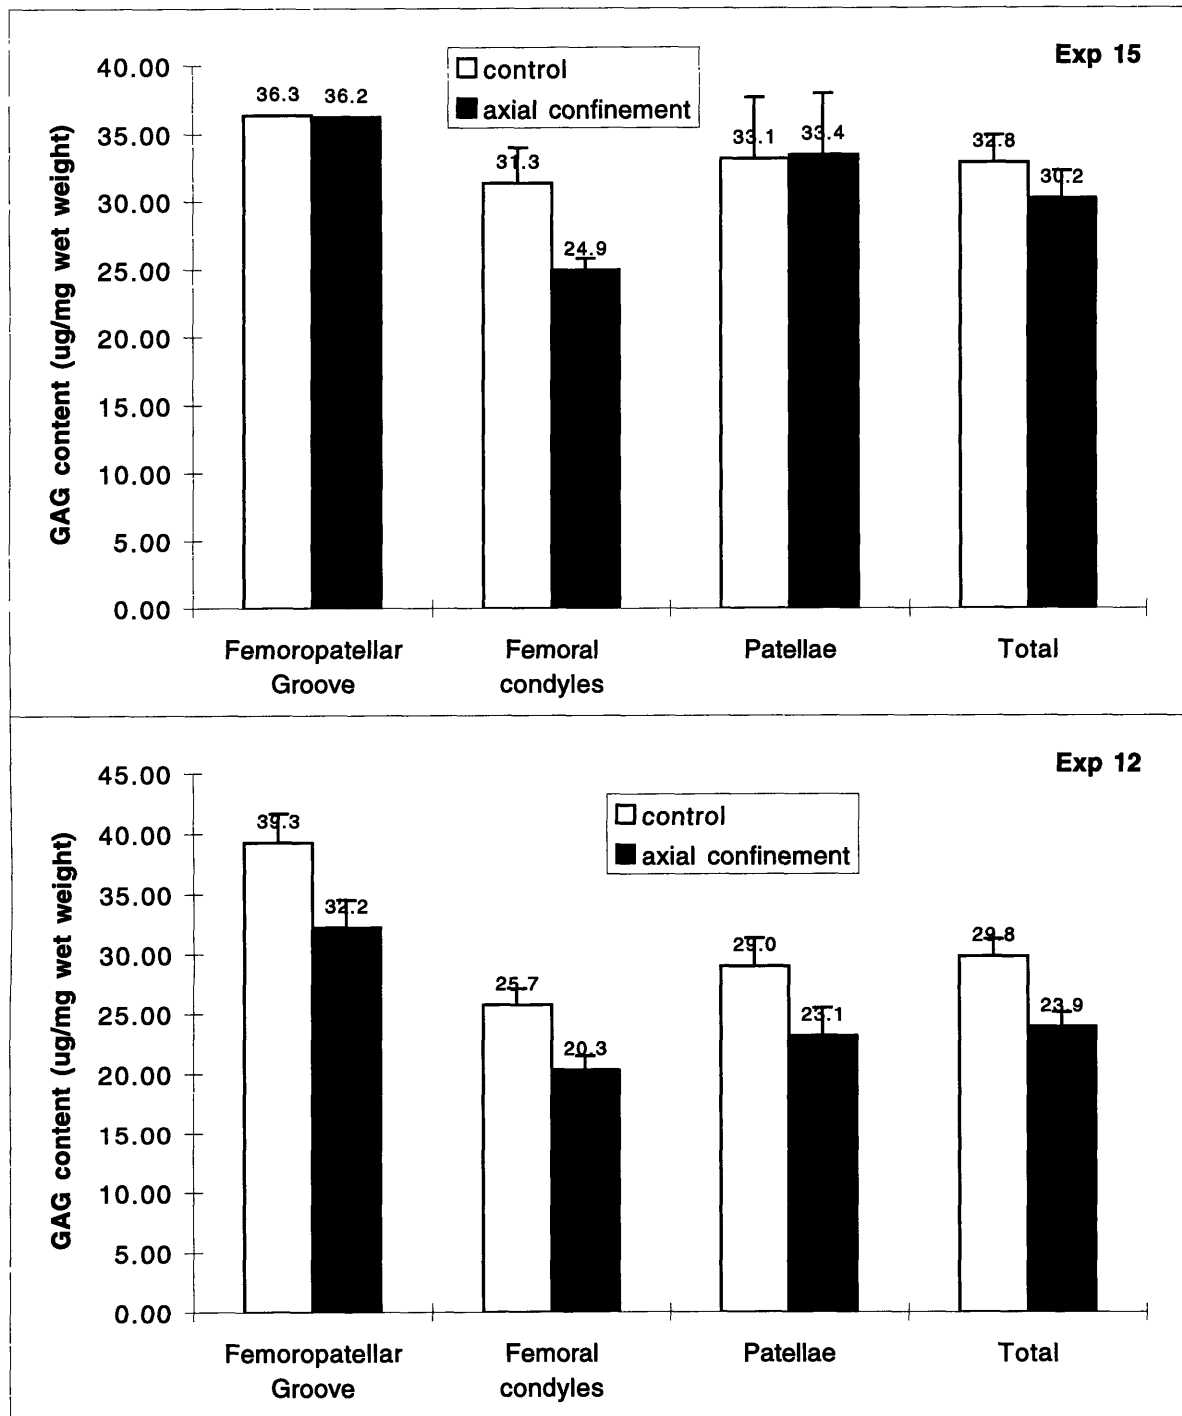 Exp 15
control
axial confinement
GAG content (ug/mg wet weight)
40.00
35.00
30.00
25.00
20.00
15.00
10.00
5.00
0.00
36.3 36.2
31.3
24.9
33.1 33.4
32.8
30.2
Femoropatellar
Groove
Femoral
condyles
Patellae
Total
Exp 12
control
axial confinement
GAG content (ug/mg wet weight)
45.00
40.00
35.00
30.00
25.00
20.00
15.00
10.00
5.00
0.00
39.3
32.2
25.7
20.3
29.0
23.1
29.8
23.9
Femoropatellar
Groove
Femoral
condyles
Patellae
Total